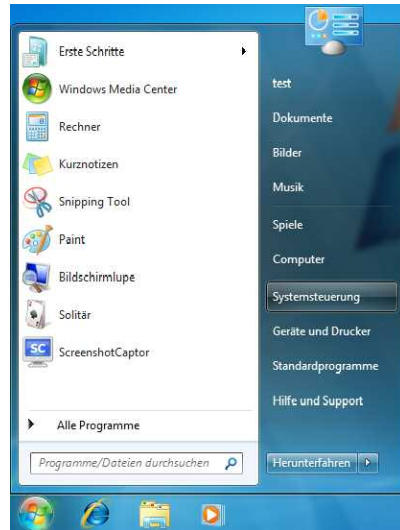 Erste Schritte
Windows Media Center
Rechner
Kurznotizen
Snipping Tool
Paint
Bildschirmlupe
Solitär
SC
ScreenshotCaptor
Alle Programme
Programme/Dateien durchsuchen
test
Dokumente
Bilder
Musik
Spiele
Computer
Systemsteuerung
Geräte und Drucker
Standardprogramme
Hilfe und Support
Herunterfahren